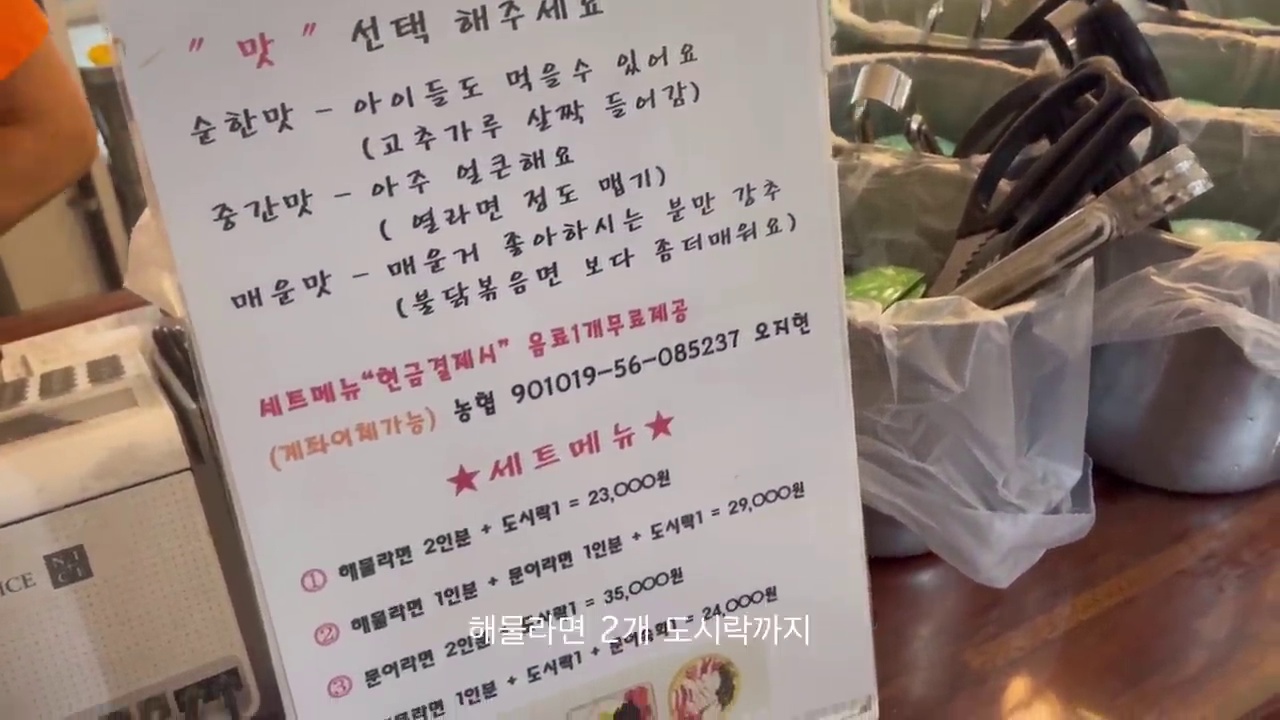 " 맛 " 선택 해주세요
순한맛 - 아이들도 먹을수 있어요
(고추가루 살짝 들어감)
중간맛 - 아주 얼큰해요
( 열라면 정도 맵기)
매운맛 - 매운거 좋아하시는 분만 강추
(불닭볶음면 보다 좀더매워요)
세트메뉴"현금결제시" 음료1개무료제공
(계좌이체가능) 농협 901019-56-085237 오지현
★세트메뉴★
① 해물라면 2인분 + 도시락1 = 23,000원
② 해물라면 1인분 + 문어라면 1인분 + 도시락1 = 29,000원
③ 문어라면 2인분 + 도시락1 = 35,000원
해물라면 1인분 + 도시락1 + 문어숙회1 = 24,000원
해물라면 2개 도시락까지
ICE
NICE